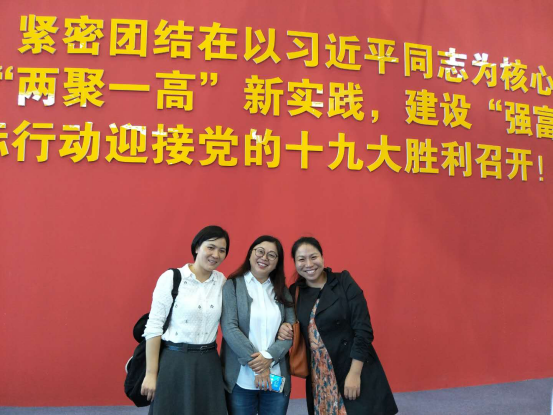 紧密团结在以习近平同志为核心
“两聚一高”新实践，建设“强富
行动迎接党的十九大胜利召开！